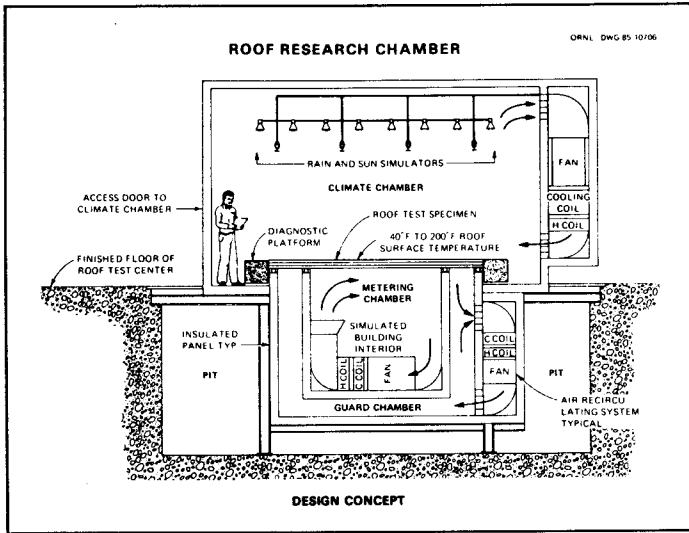 ORNL DWG 85 10706
ROOF RESEARCH CHAMBER
FAN
COOLING
COIL
H COIL
RAIN AND SUN SIMULATORS
CLIMATE CHAMBER
ACCESS DOOR TO
CLIMATE CHAMBER
ROOF TEST SPECIMEN
40°F TO 200°F ROOF
SURFACE TEMPERATURE
DIAGNOSTIC
PLATFORM
FINISHED FLOOR OF
ROOF TEST CENTER
METERING
CHAMBER
SIMULATED
BUILDING
INTERIOR
INSULATED
PANEL TYP
PIT
H COIL
C COIL
FAN
GUARD CHAMBER
C COIL
H COIL
FAN
PIT
AIR RECIRCU
LATING SYSTEM
TYPICAL
DESIGN CONCEPT